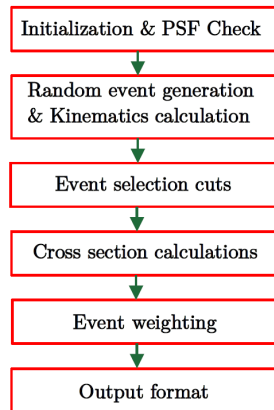 Initialization & PSF Check
Random event generation
& Kinematics calculation
Event selection cuts
Cross section calculations
Event weighting
Output format